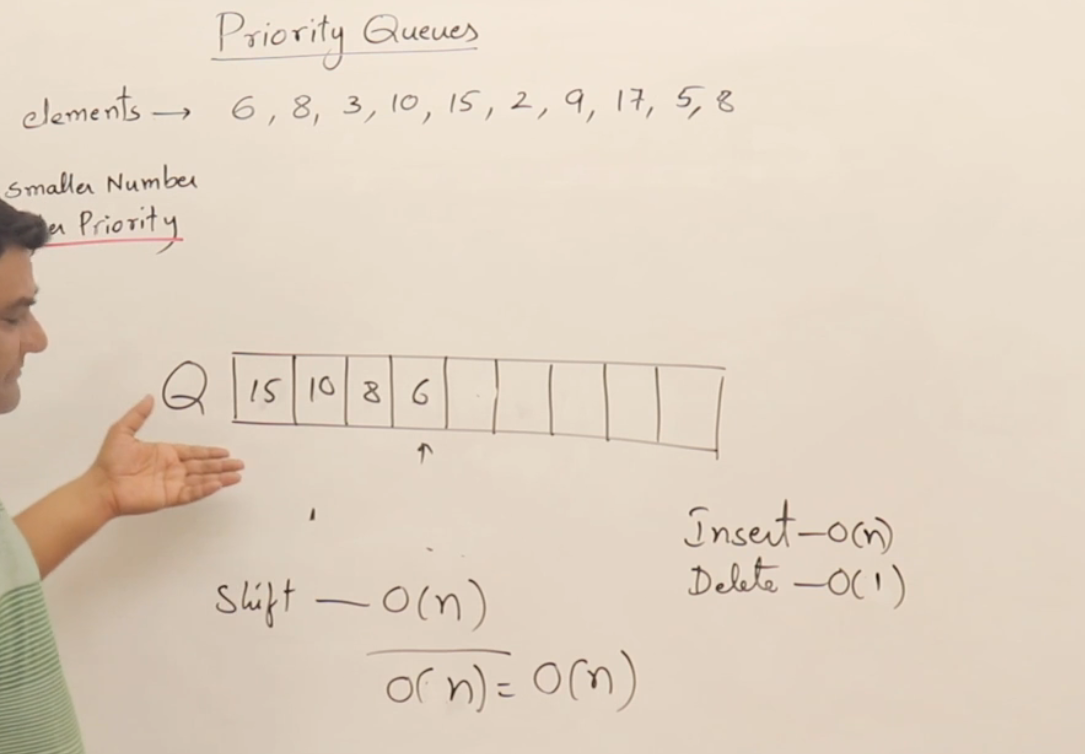 Priority Queues
elements → 6, 8, 3, 10, 15, 2, 9, 17, 5, 8
Smaller Number
Priority
Q 15 10 8 6
↑
Insert — O(n)
Delete — O(1)
Shift — O(n)
O(n) = O(n)